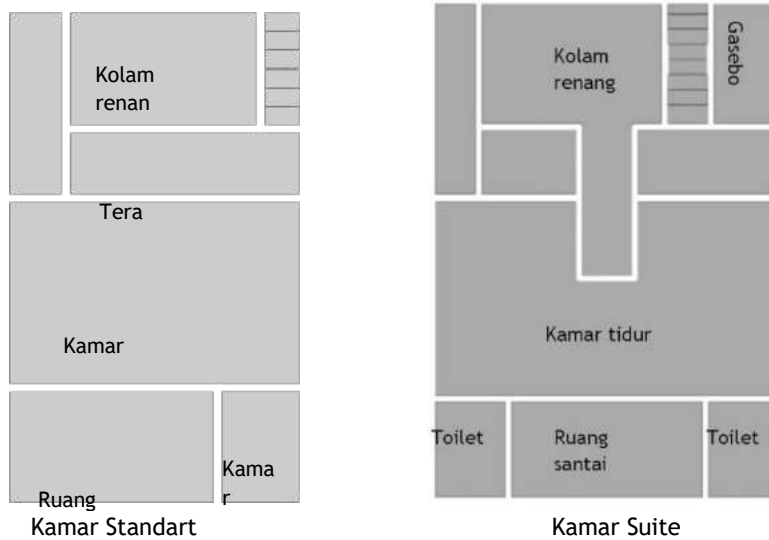 Kolam
renan
Tera
Kamar
Kama
r
Ruang
Kamar Standart
Kolam
renang
Gasebo
Kamar tidur
Toilet
Ruang
santai
Toilet
Kamar Suite